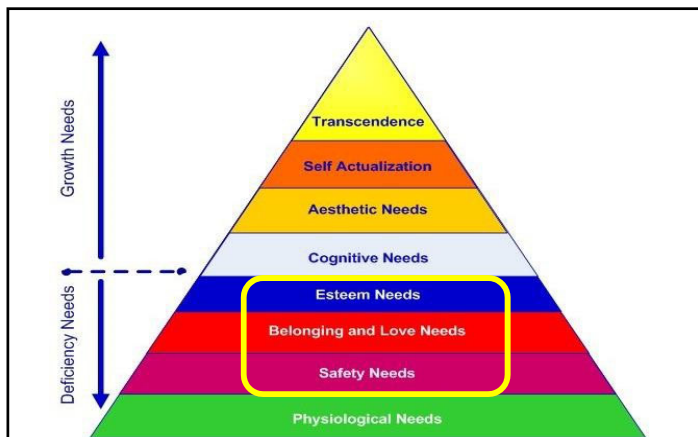 Growth Needs
Deficiency Needs
Transcendence
Self Actualization
Aesthetic Needs
Cognitive Needs
Esteem Needs
Belonging and Love Needs
Safety Needs
Physiological Needs